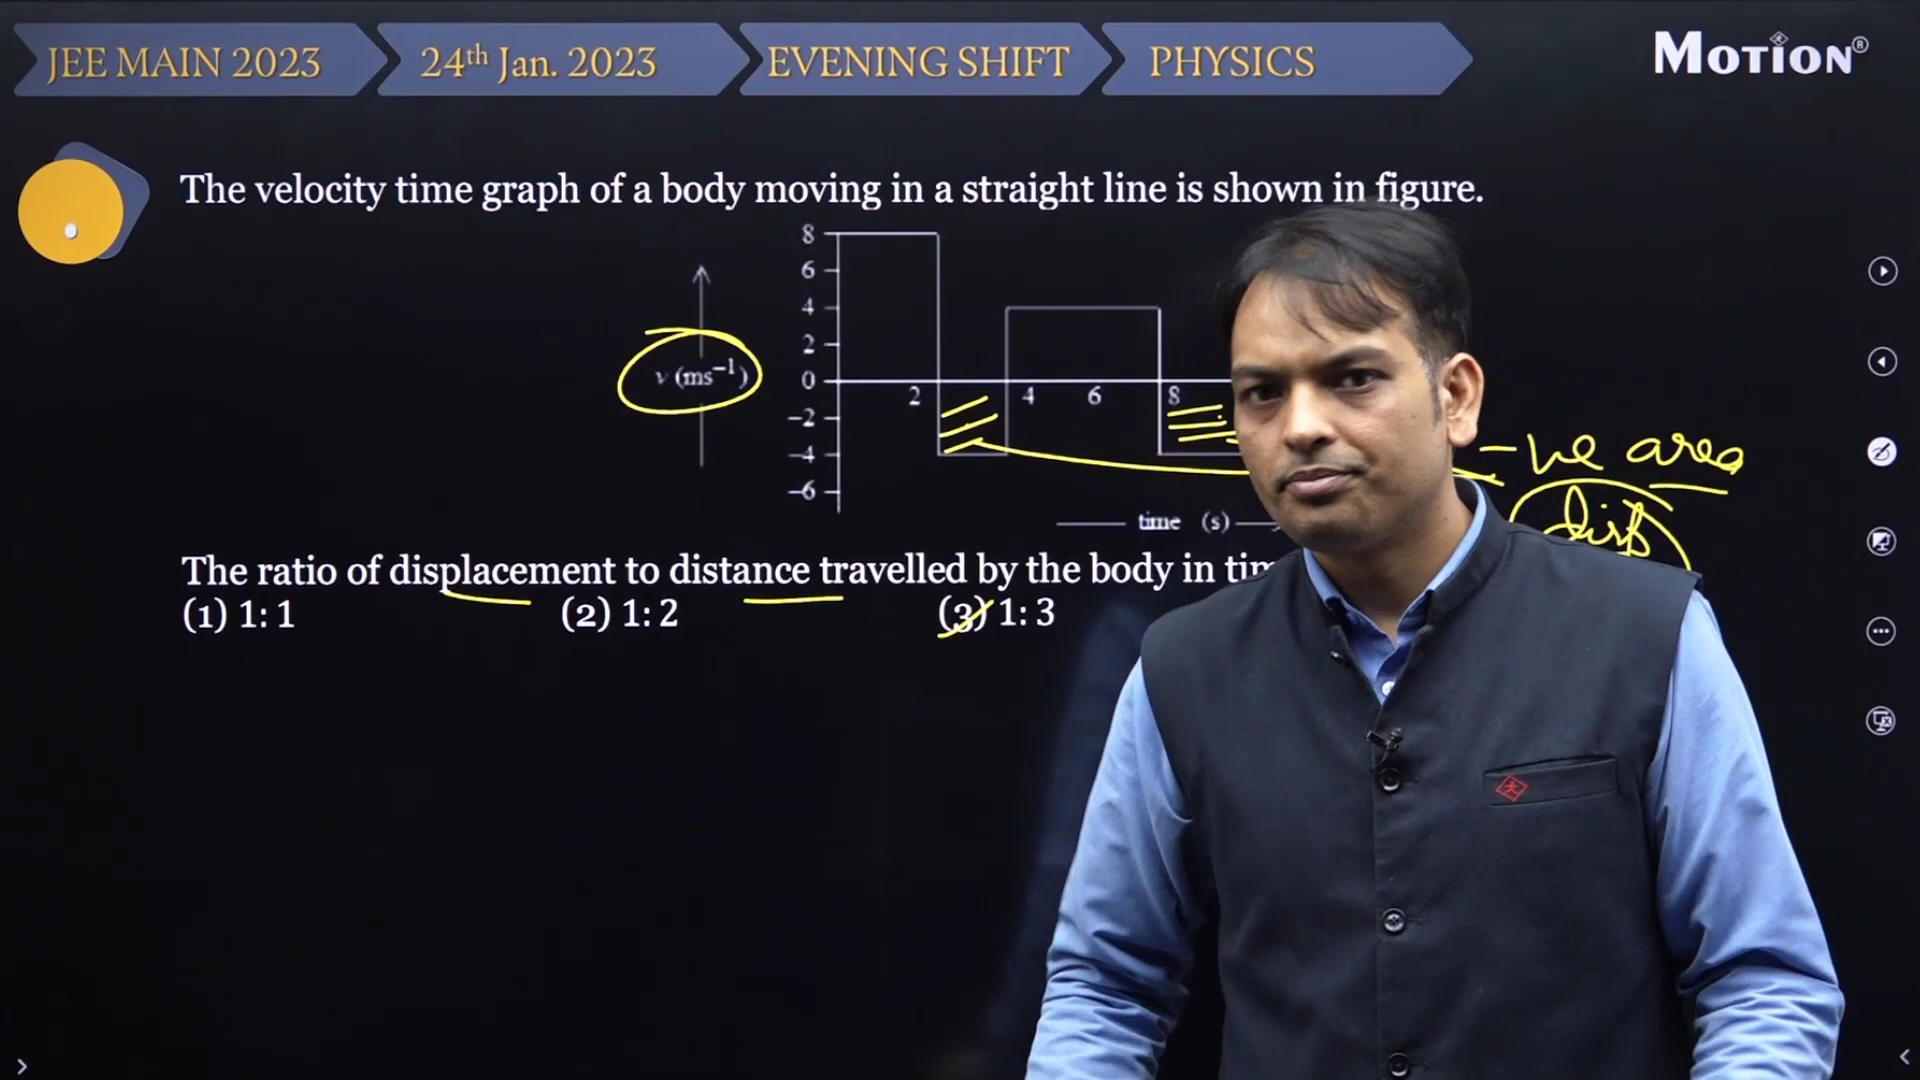 JEE MAIN 2023
24th Jan. 2023
EVENING SHIFT
PHYSICS
MOTION®
The velocity time graph of a body moving in a straight line is shown in figure.
8
6
4
2
0
−2
−4
−6
v (ms⁻¹)
2 4 6 8
time (s)
-ve area
dist
The ratio of displacement to distance travelled by the body in
(1) 1: 1 (2) 1: 2 (3) 1: 3